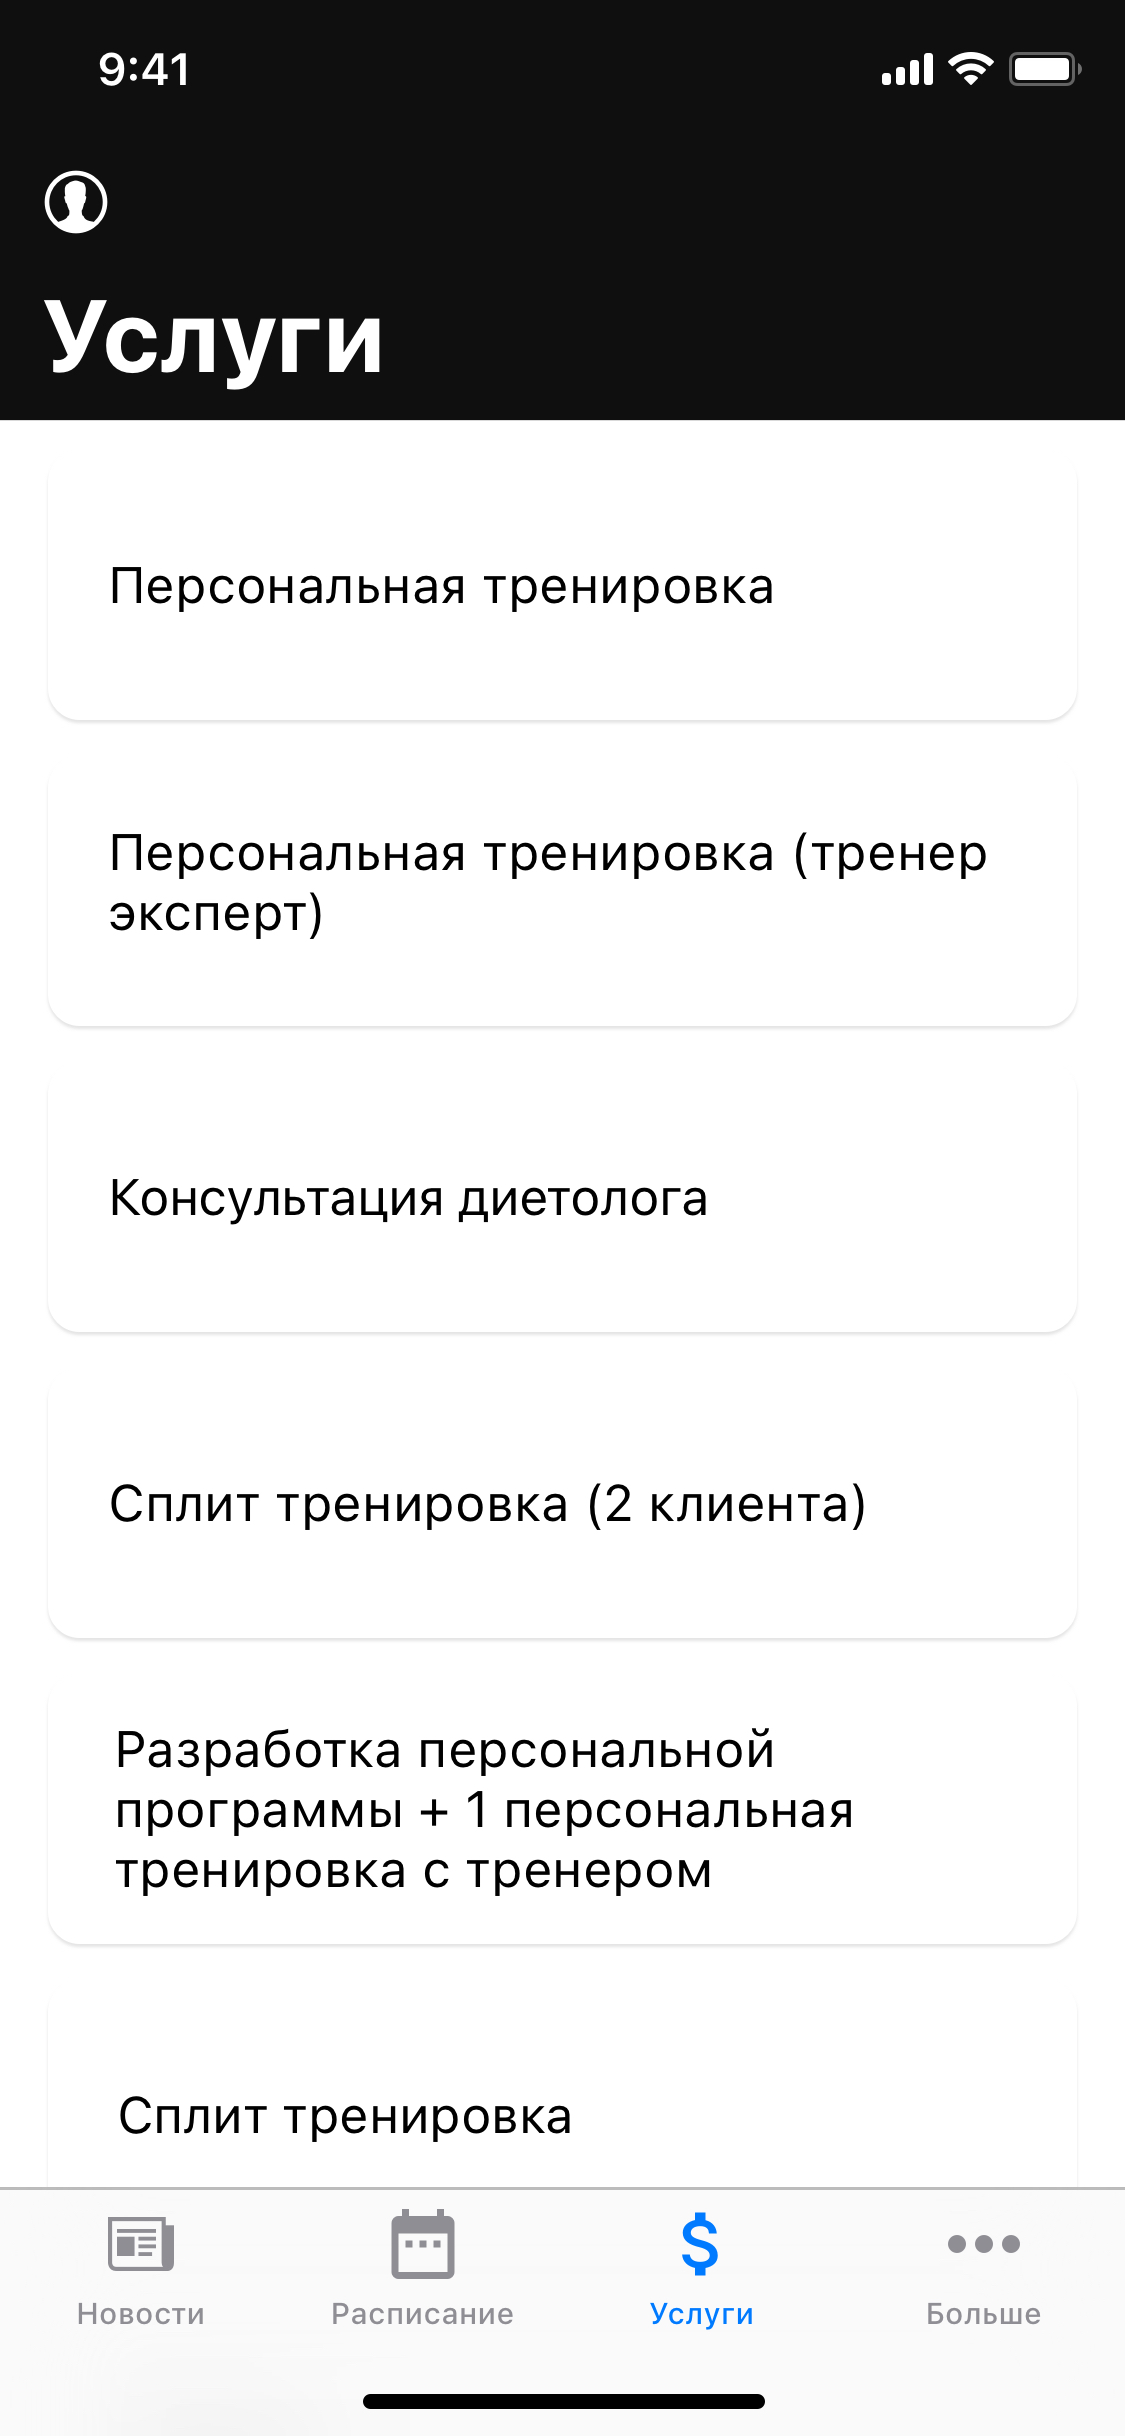 9:41
Услуги
Персональная тренировка
Персональная тренировка (тренер
эксперт)
Консультация диетолога
Сплит тренировка (2 клиента)
Разработка персональной
программы + 1 персональная
тренировка с тренером
Сплит тренировка
Новости
Расписание
Услуги
Больше